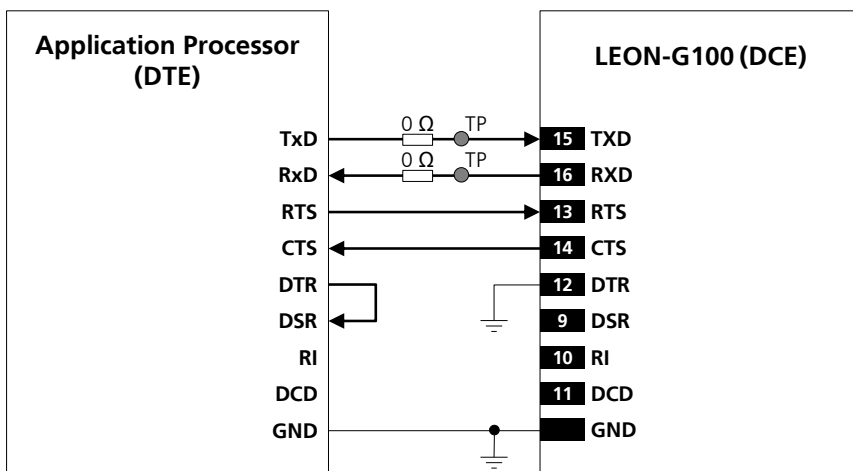 Application Processor
(DTE)
LEON-G100 (DCE)
0 Ω TP
TxD 15 TXD
0 Ω TP
RxD 16 RXD
RTS 13 RTS
CTS 14 CTS
DTR 12 DTR
DSR 9 DSR
RI 10 RI
DCD 11 DCD
GND GND